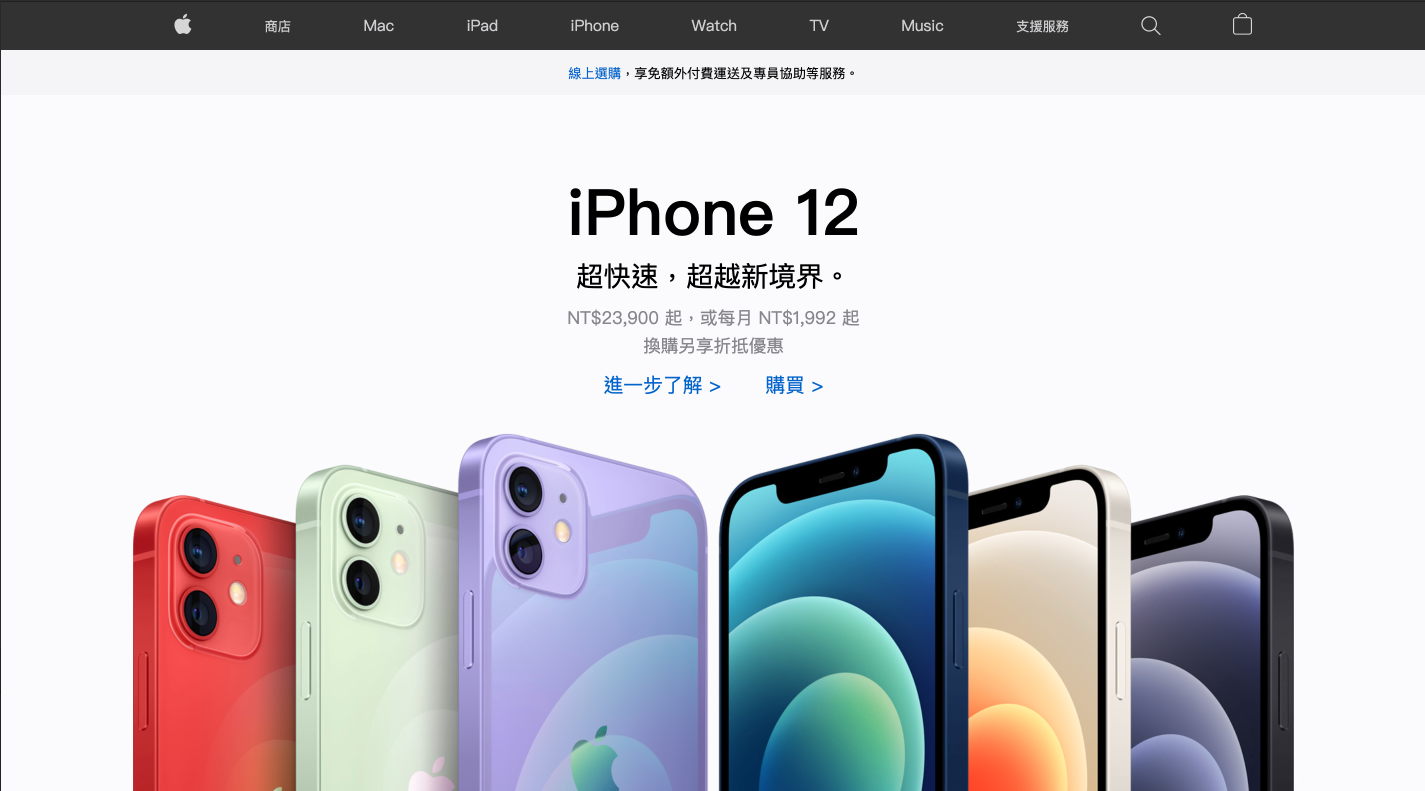 商店 Mac iPad iPhone Watch TV Music 支援服務
線上選購，享免額外付費運送及專員協助等服務。
iPhone 12
超快速，超越新境界。
NT$23,900 起，或每月 NT$1,992 起
換購另享折抵優惠
進一步了解 > 購買 >